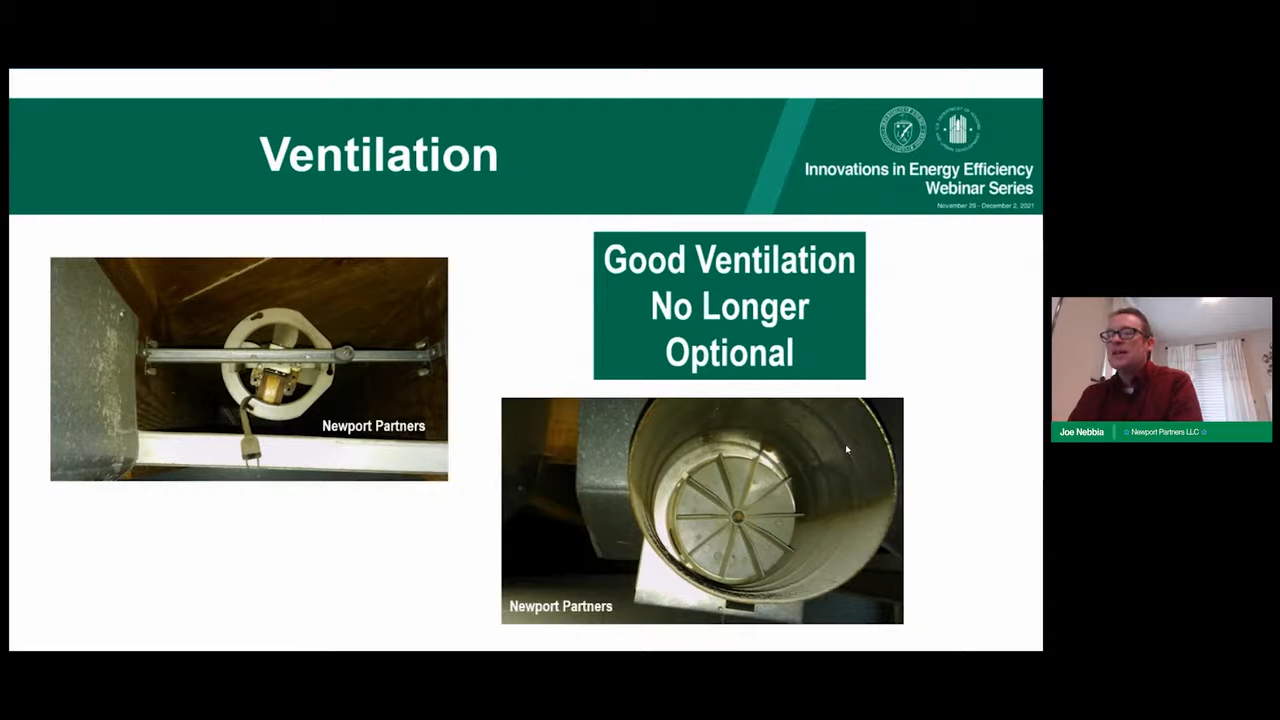 Ventilation
Innovations in Energy Efficiency
Webinar Series
November 29 - December 2, 2021
Good Ventilation
No Longer
Optional
Newport Partners
Newport Partners
Joe Nebbia
Newport Partners LLC